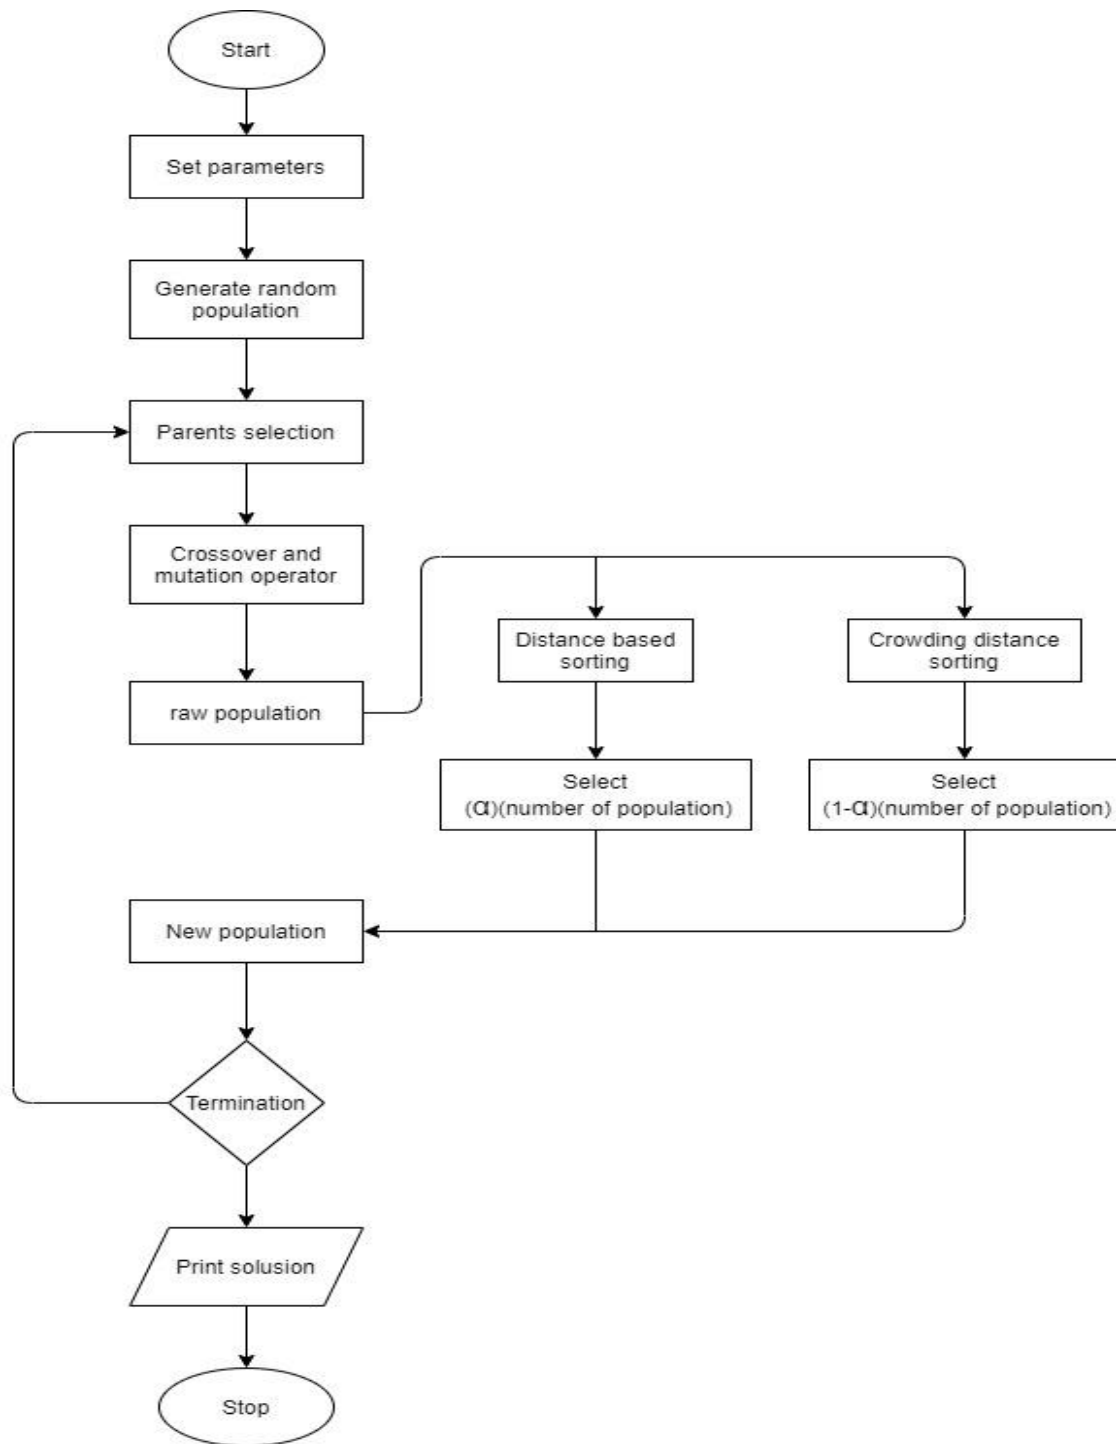 Start
Set parameters
Generate random
population
Parents selection
Crossover and
mutation operator
raw population
Distance based
sorting
Crowding distance
sorting
Select
(α)(number of population)
Select
(1-α)(number of population)
New population
Termination
Print solusion
Stop